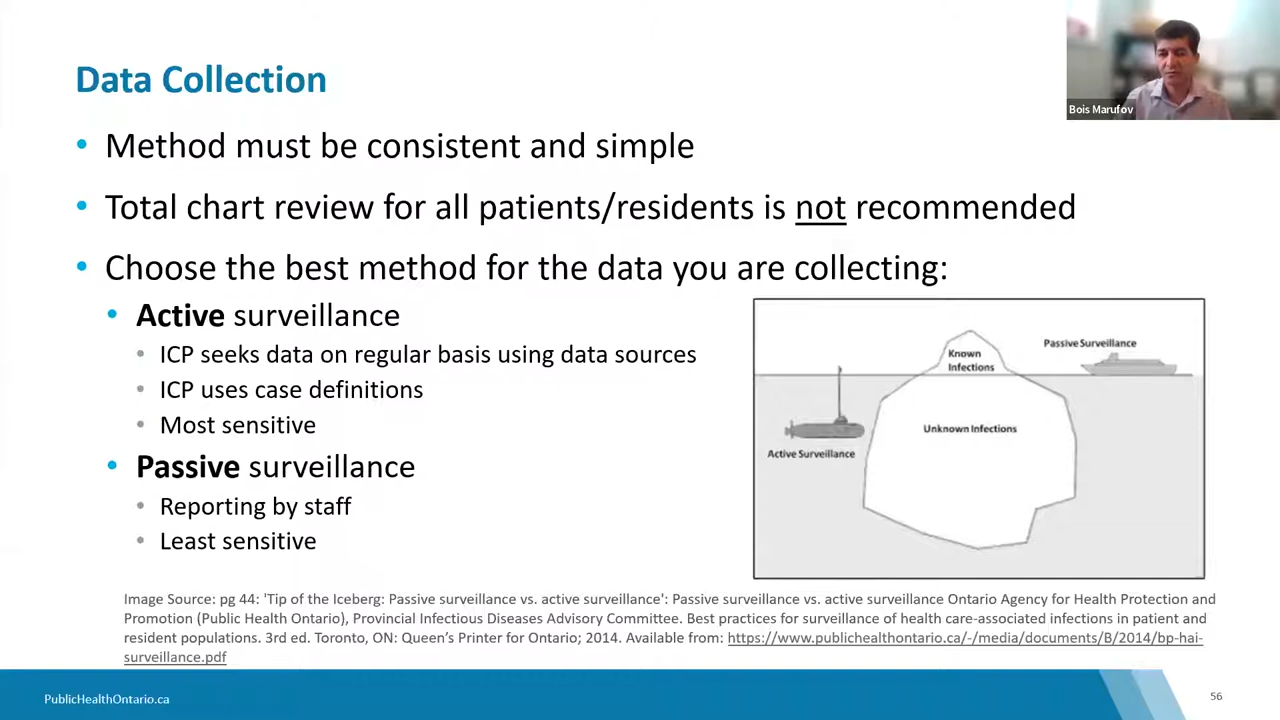 Data Collection
Bois Marufov
• Method must be consistent and simple
• Total chart review for all patients/residents is not recommended
• Choose the best method for the data you are collecting:
• Active surveillance
• ICP seeks data on regular basis using data sources
• ICP uses case definitions
• Most sensitive
• Passive surveillance
• Reporting by staff
• Least sensitive
Known
Infections
Passive Surveillance
Unknown Infections
Active Surveillance
Image Source: pg 44: 'Tip of the Iceberg: Passive surveillance vs. active surveillance': Passive surveillance vs. active surveillance Ontario Agency for Health Protection and
Promotion (Public Health Ontario), Provincial Infectious Diseases Advisory Committee. Best practices for surveillance of health care-associated infections in patient and
resident populations. 3rd ed. Toronto, ON: Queen’s Printer for Ontario; 2014. Available from: https://www.publichealthontario.ca/-/media/documents/B/2014/bp-hai-
surveillance.pdf
PublicHealthOntario.ca
56